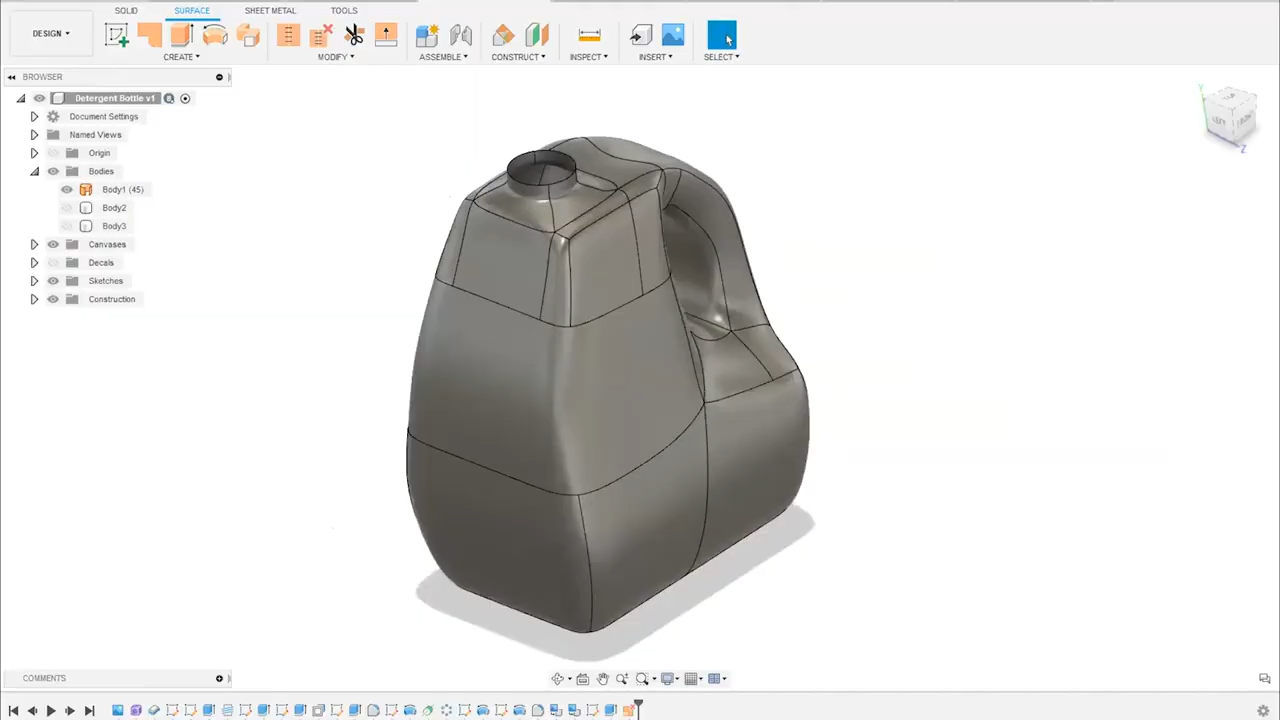 SOLID SURFACE SHEET METAL TOOLS
DESIGN
CREATE MODIFY ASSEMBLE CONSTRUCT INSPECT INSERT SELECT
BROWSER
Detergent Bottle v1
Document Settings
Named Views
Origin
Bodies
Body1 (45)
Body2
Body3
Canvases
Decals
Sketches
Construction
Y
Z
COMMENTS